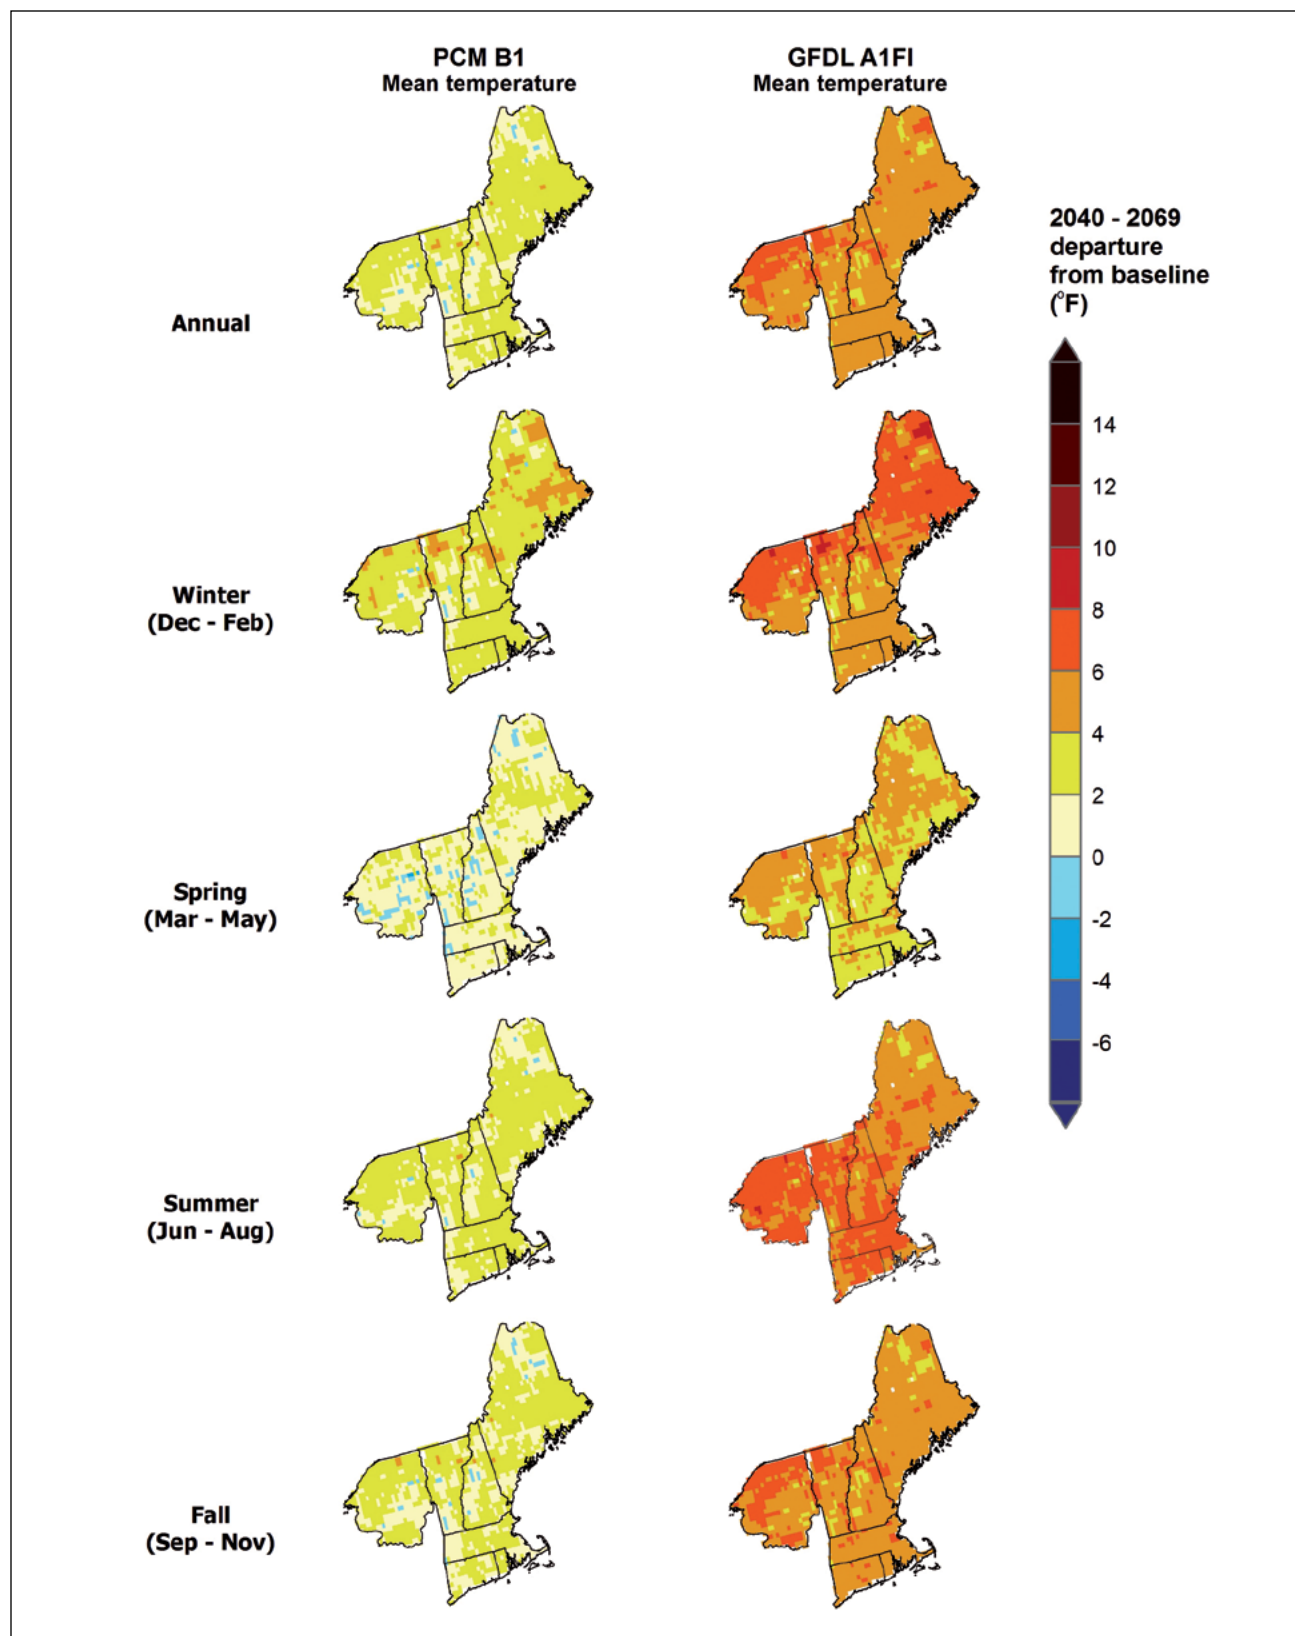 PCM B1
Mean temperature
GFDL A1FI
Mean temperature
2040 - 2069
departure
from baseline
(°F)
Annual
Winter
(Dec - Feb)
Spring
(Mar - May)
Summer
(Jun - Aug)
Fall
(Sep - Nov)
14
12
10
8
6
4
2
0
-2
-4
-6